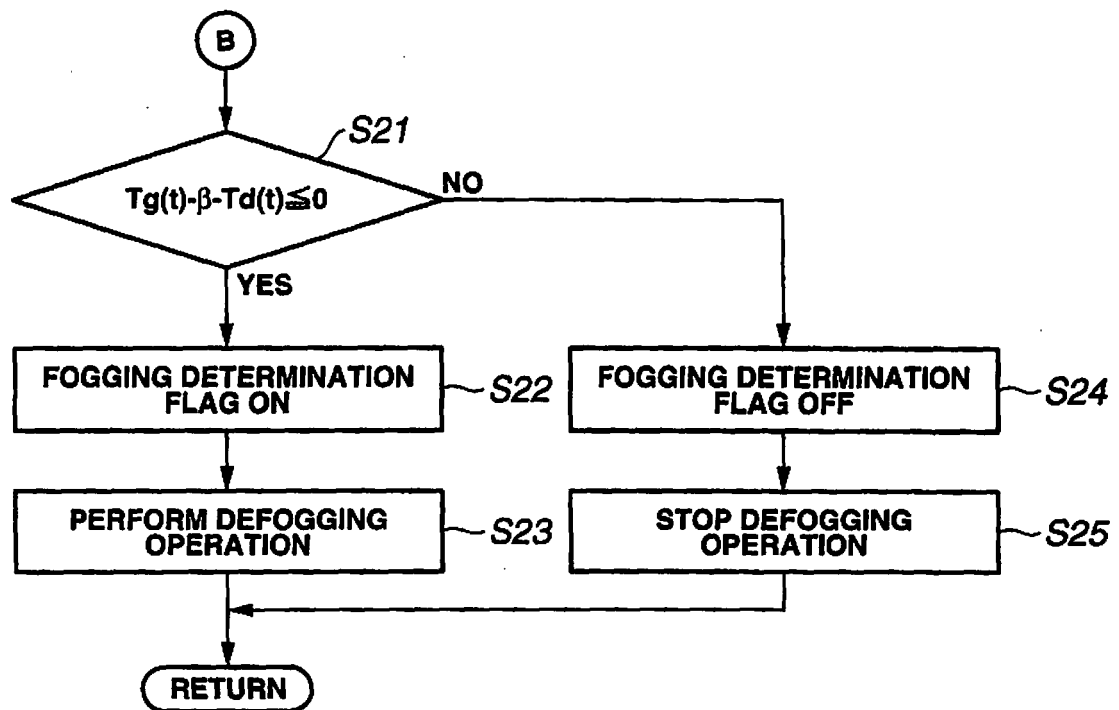 B
S21
Tg(t)-β-Td(t)≦0
NO
YES
FOGGING DETERMINATION
FLAG ON
S22
FOGGING DETERMINATION
FLAG OFF
S24
PERFORM DEFOGGING
OPERATION
S23
STOP DEFOGGING
OPERATION
S25
RETURN